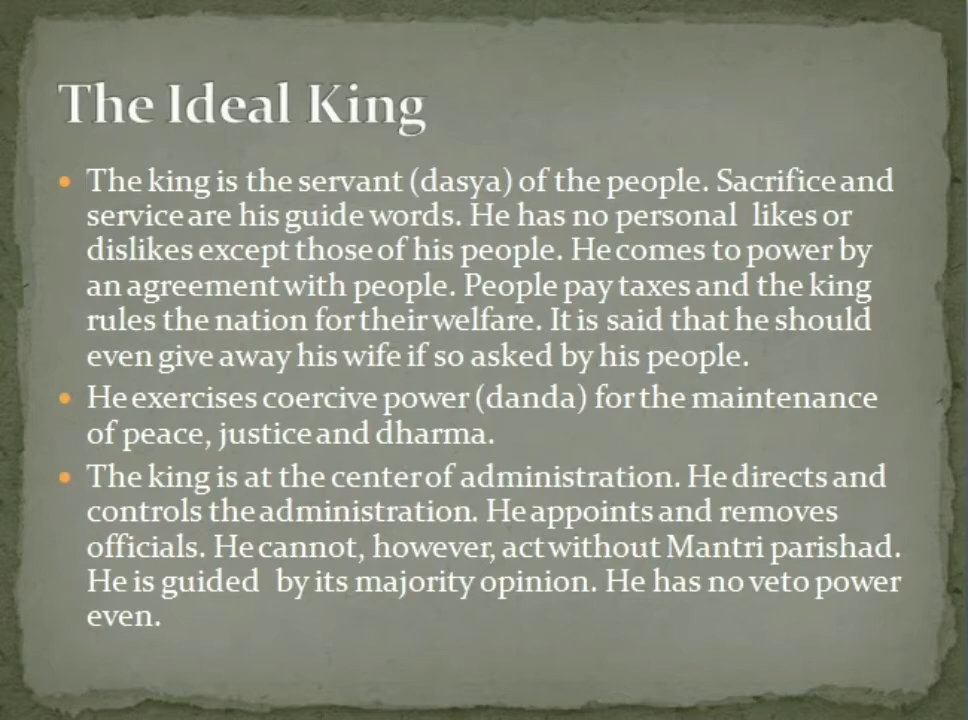 The Ideal King
• The king is the servant (dasya) of the people. Sacrifice and
service are his guide words. He has no personal likes or
dislikes except those of his people. He comes to power by
an agreement with people. People pay taxes and the king
rules the nation for their welfare. It is said that he should
even give away his wife if so asked by his people.
• He exercises coercive power (danda) for the maintenance
of peace, justice and dharma.
• The king is at the center of administration. He directs and
controls the administration. He appoints and removes
officials. He cannot, however, act without Mantri parishad.
He is guided by its majority opinion. He has no veto power
even.